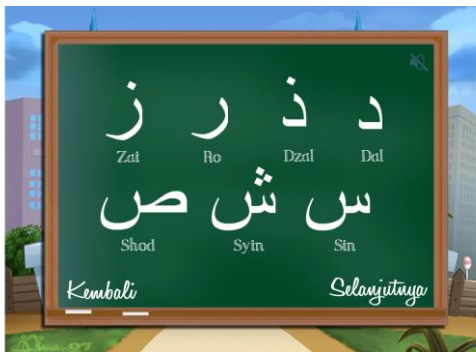 د ذ ر ز
Dal Dzal Ro Zai
س ش ص
Sin Syin Shod
Kembali Selanjutnya